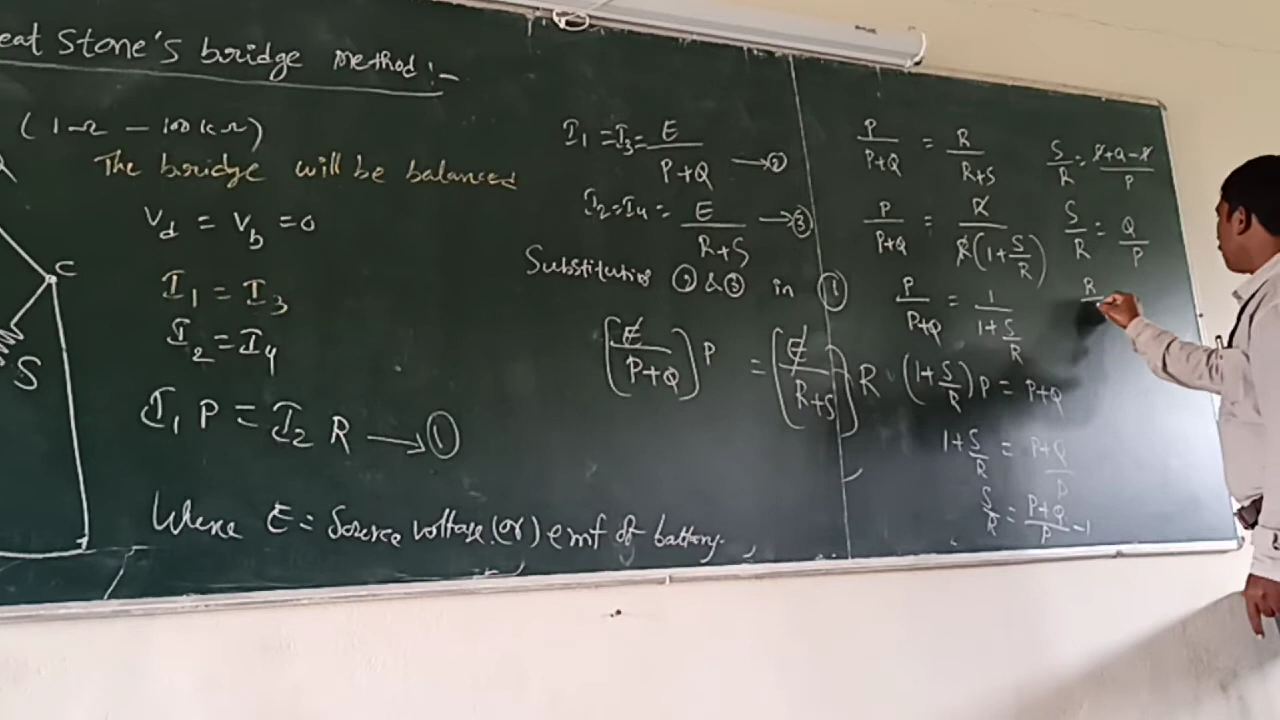 eat Stone's bridge method:-
(1Ω - 100kΩ)
The bridge will be balanced
V_d = V_b = 0
C
I_1 = I_3
I_2 = I_4
S
I_1 P = I_2 R → ①
Where E = Source voltage (or) emf of battery.
I_1 = I_3 = E/(P+Q) → ②
I_2 = I_4 = E/(R+S) → ③
Substituting ② & ③ in ①
(E/(P+Q)) P = (E/(R+S)) R
P/(P+Q) = R/(R+S)
P/(P+Q) = R/(R(1+S/R))
P/(P+Q) = 1/(1+S/R)
(1+S/R) P = P+Q
1+S/R = (P+Q)/P
S/R = (P+Q)/P - 1
S/R = (P+Q-P)/P
S/R = Q/P
R